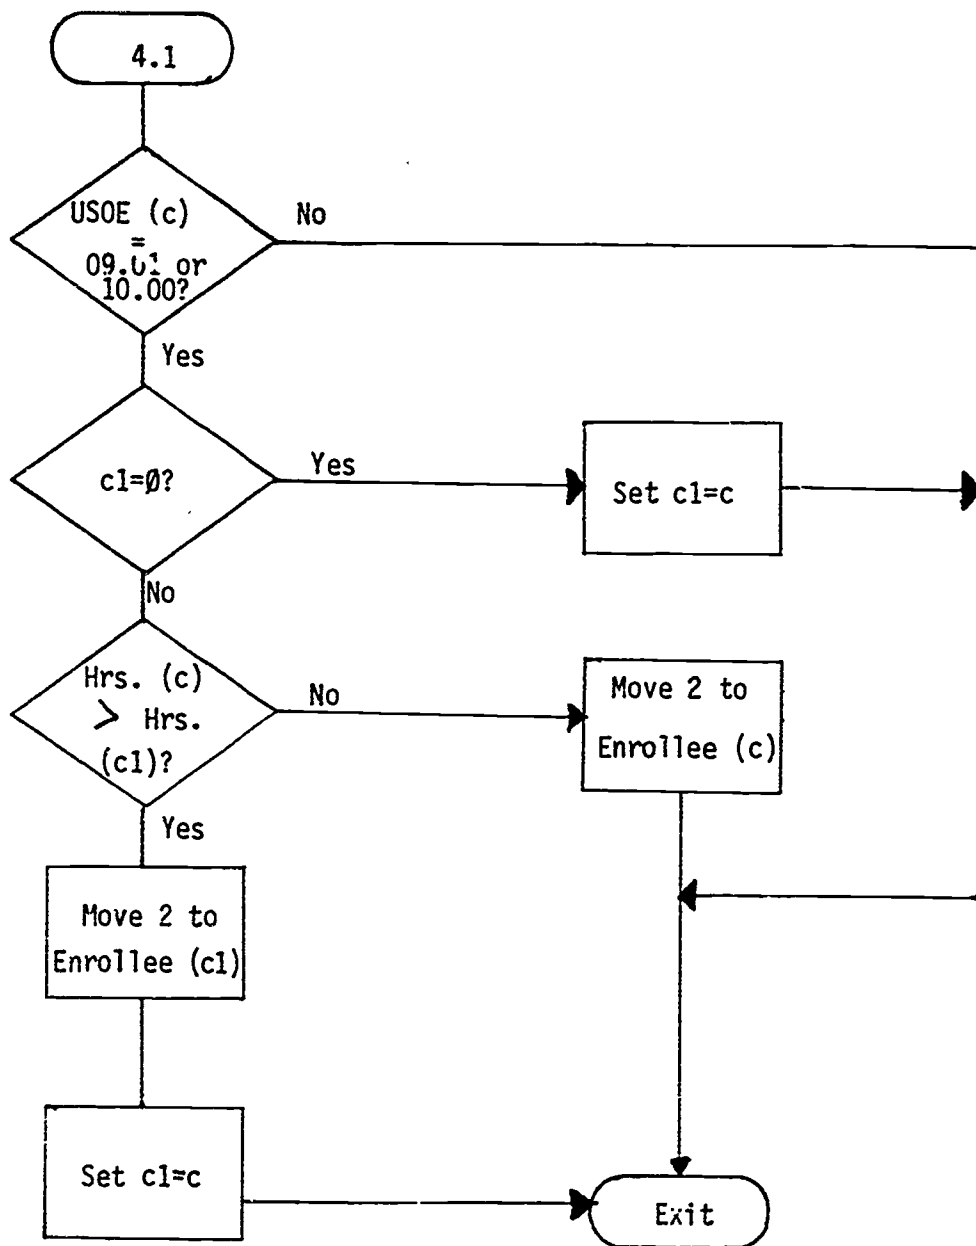 4.1
USOE (c)
=
09.01 or
10.00?
No
Yes
c1=Ø?
Yes
Set c1=c
No
Hrs. (c)
> Hrs.
(c1)?
No
Move 2 to
Enrollee (c)
Yes
Move 2 to
Enrollee (c1)
Set c1=c
Exit